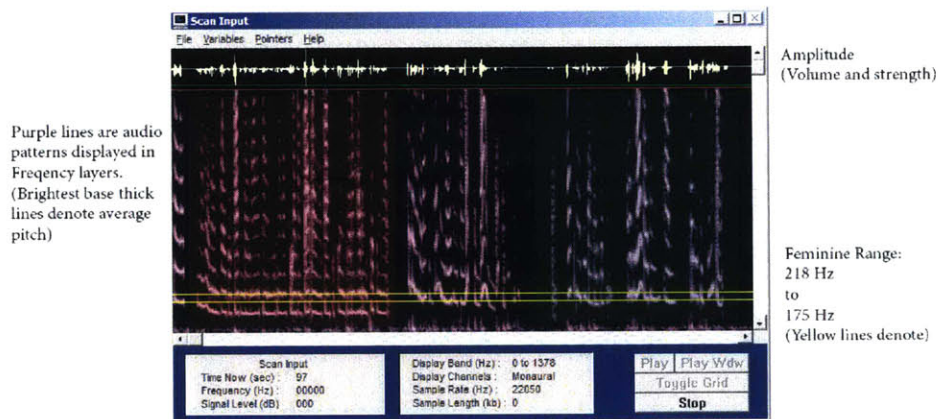 Scan Input
File Variables Pointers Help
Amplitude
(Volume and strength)
Purple lines are audio
patterns displayed in
Freqency layers.
(Brightest base thick
lines denote average
pitch)
Feminine Range:
218 Hz
to
175 Hz
(Yellow lines denote)
Scan Input
Time Now (sec) : 97
Frequency (Hz) : 00000
Signal Level (dB) 000
Display Band (Hz) : 0 to 1378
Display Channels : Monaural
Sample Rate (Hz) : 22050
Sample Length (kb) : 0
Play Play Wdw
Toggle Grid
Stop